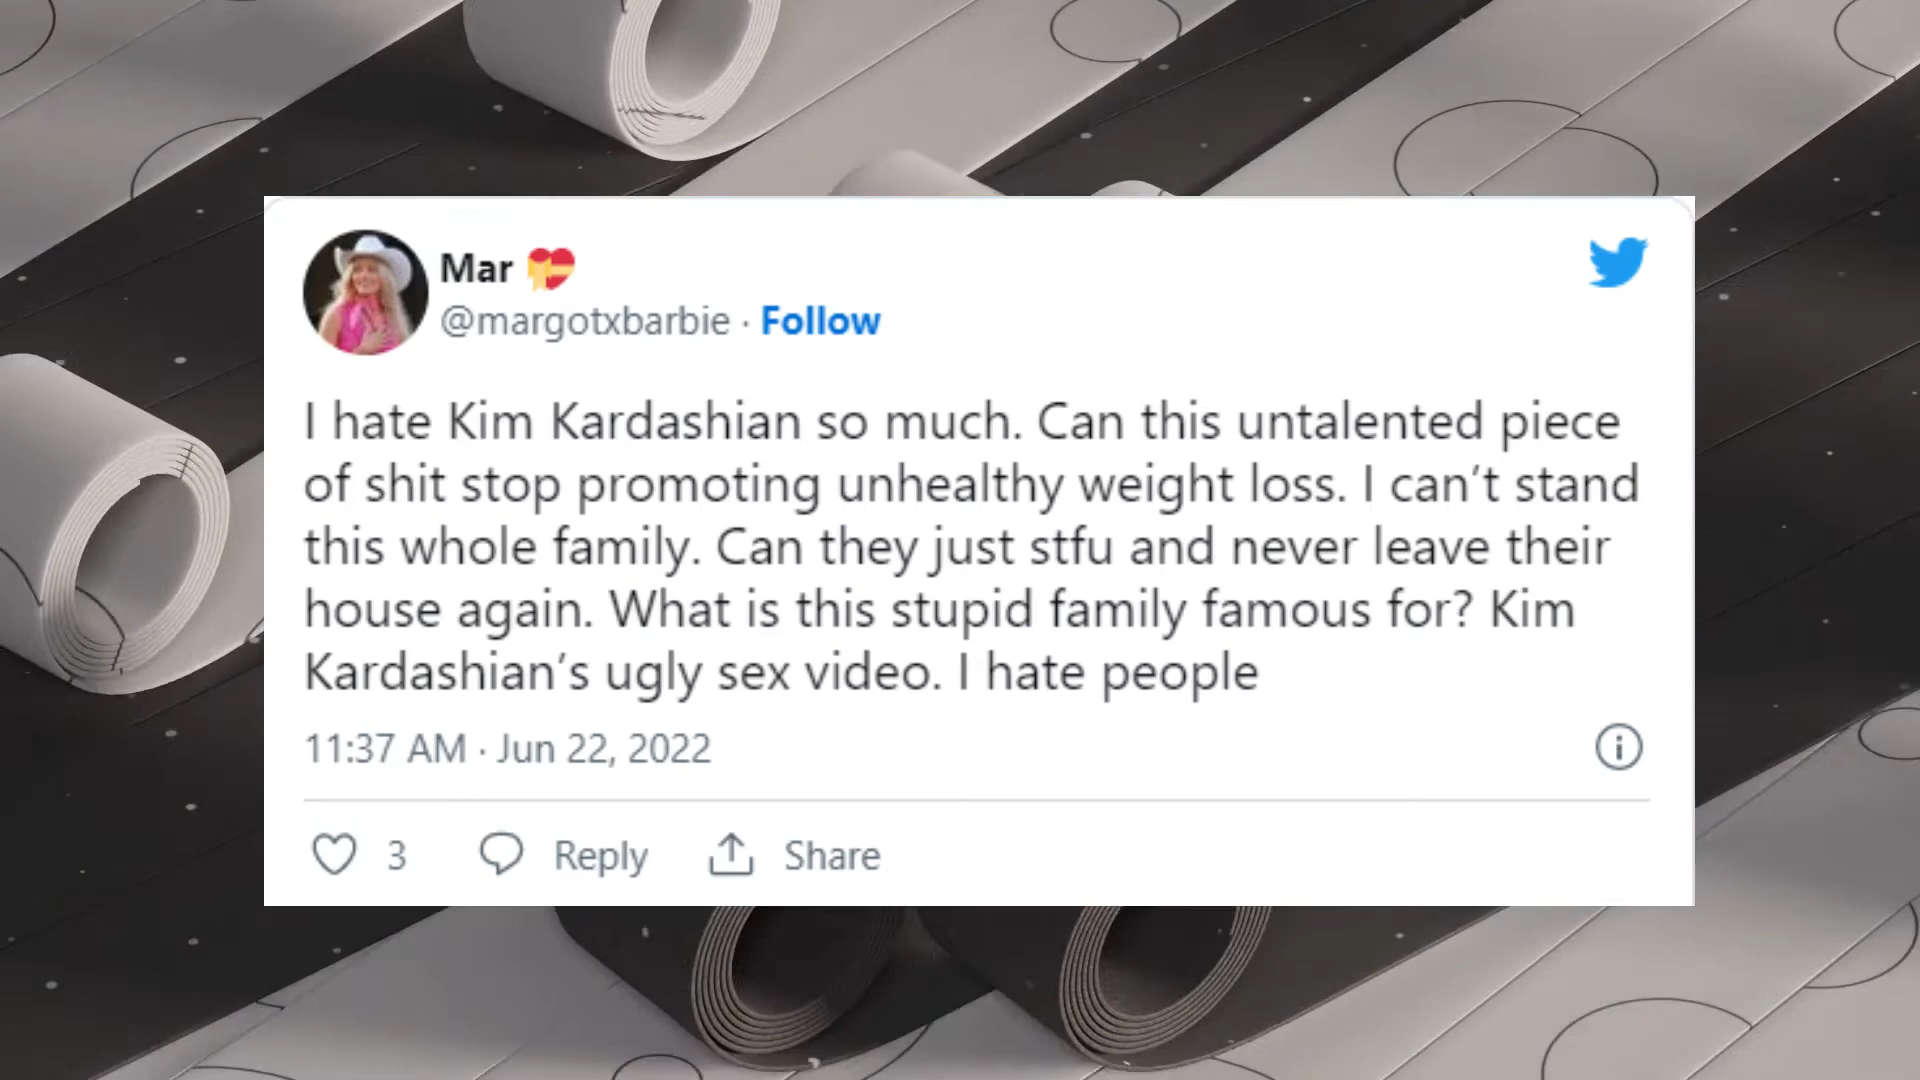 Mar 💝
@margotxbarbie · Follow
I hate Kim Kardashian so much. Can this untalented piece
of shit stop promoting unhealthy weight loss. I can’t stand
this whole family. Can they just stfu and never leave their
house again. What is this stupid family famous for? Kim
Kardashian’s ugly sex video. I hate people
11:37 AM · Jun 22, 2022
3 Reply Share